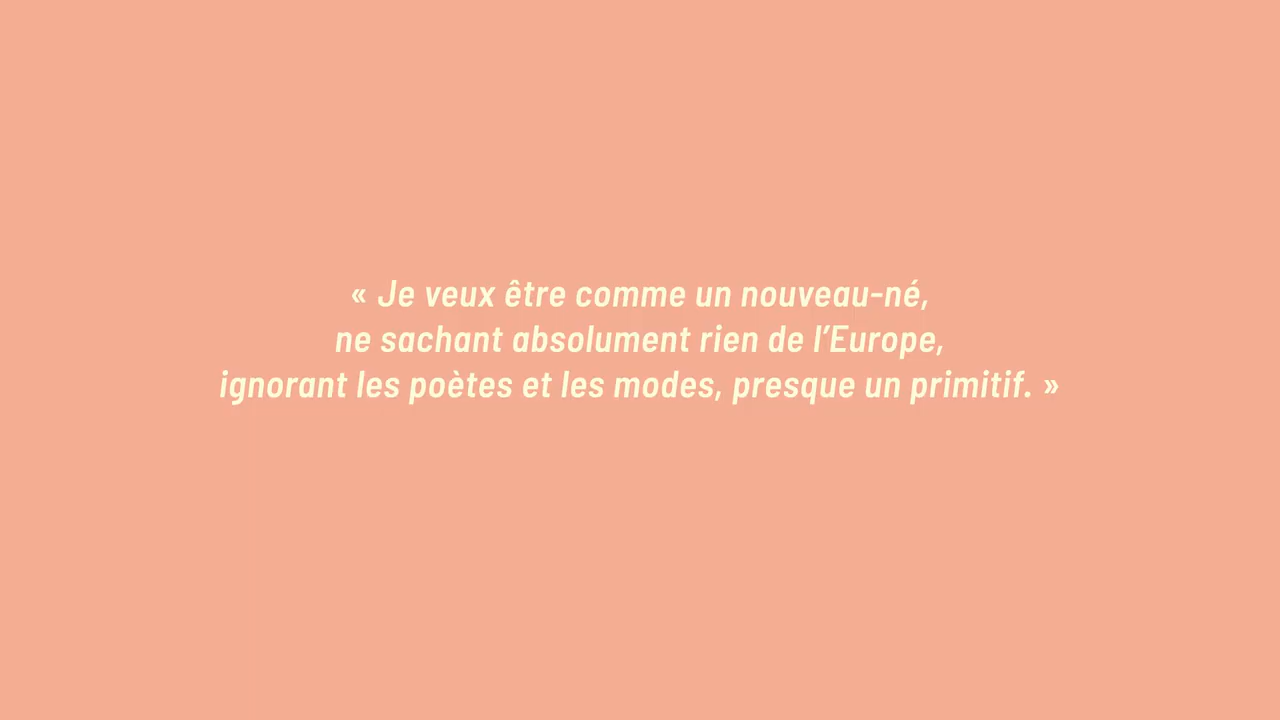 « Je veux être comme un nouveau-né,
ne sachant absolument rien de l’Europe,
ignorant les poètes et les modes, presque un primitif. »